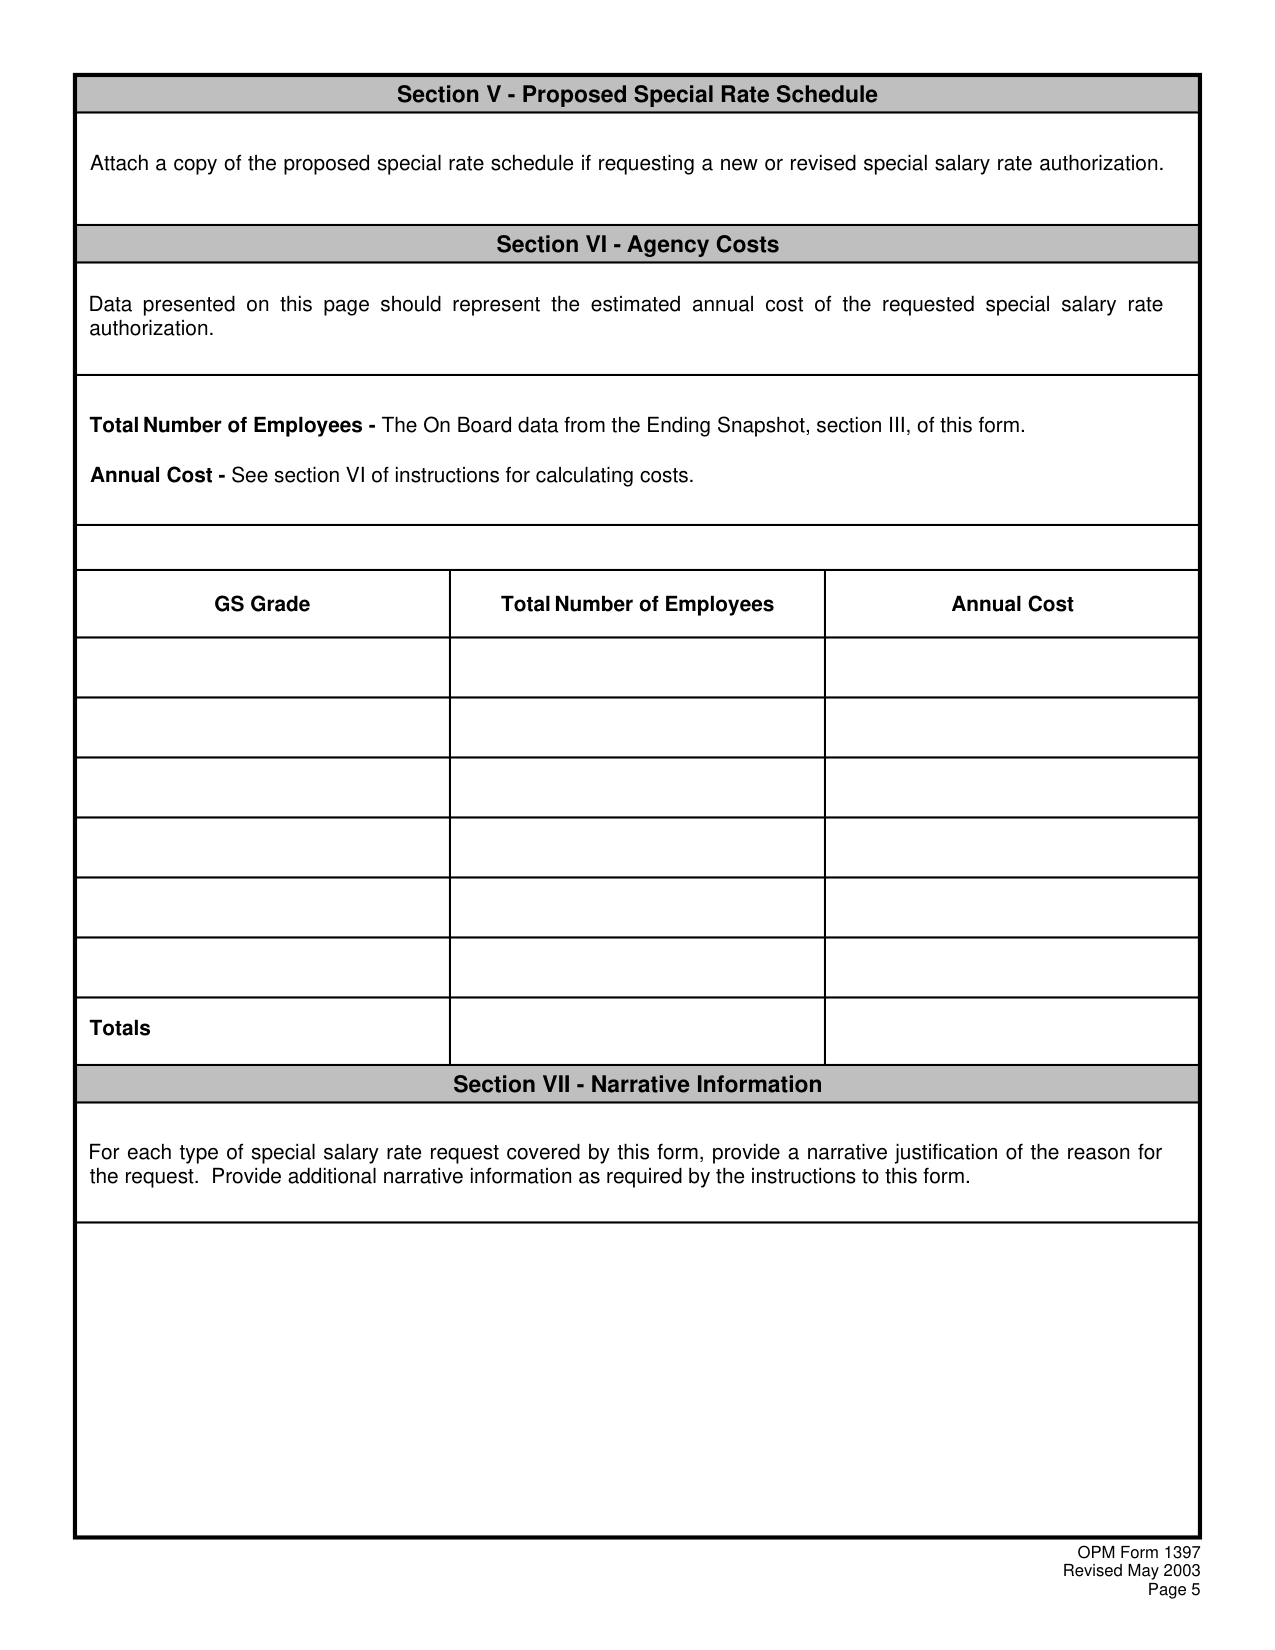 Section V - Proposed Special Rate Schedule
Attach a copy of the proposed special rate schedule if requesting a new or revised special salary rate authorization.
Section VI - Agency Costs
Data presented on this page should represent the estimated annual cost of the requested special salary rate
authorization.
Total Number of Employees - The On Board data from the Ending Snapshot, section III, of this form.
Annual Cost - See section VI of instructions for calculating costs.
GS Grade Total Number of Employees Annual Cost
Totals
Section VII - Narrative Information
For each type of special salary rate request covered by this form, provide a narrative justification of the reason for
the request.  Provide additional narrative information as required by the instructions to this form.
OPM Form 1397
Revised May 2003
Page 5